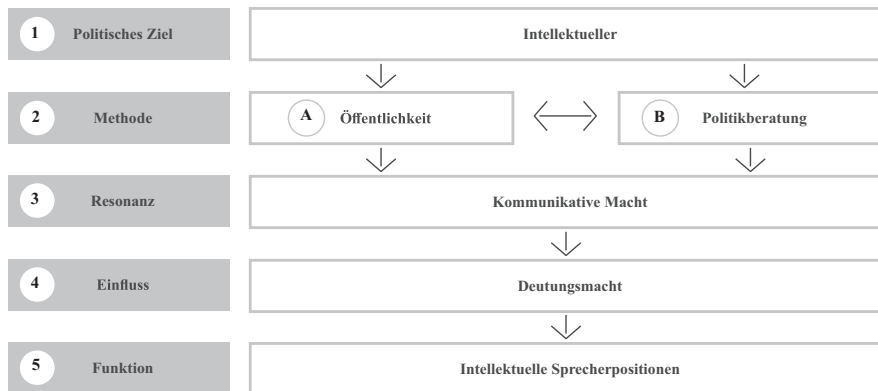 1 Politisches Ziel Intellektueller
2 Methode A Öffentlichkeit B Politikberatung
3 Resonanz Kommunikative Macht
4 Einfluss Deutungsmacht
5 Funktion Intellektuelle Sprecherpositionen